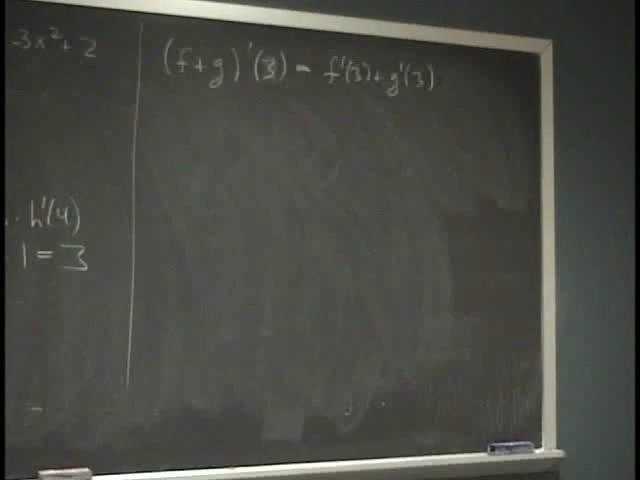 -3x² + 2
· h'(4)
1 = 3
(f+g)'(3) = f'(3) + g'(3)